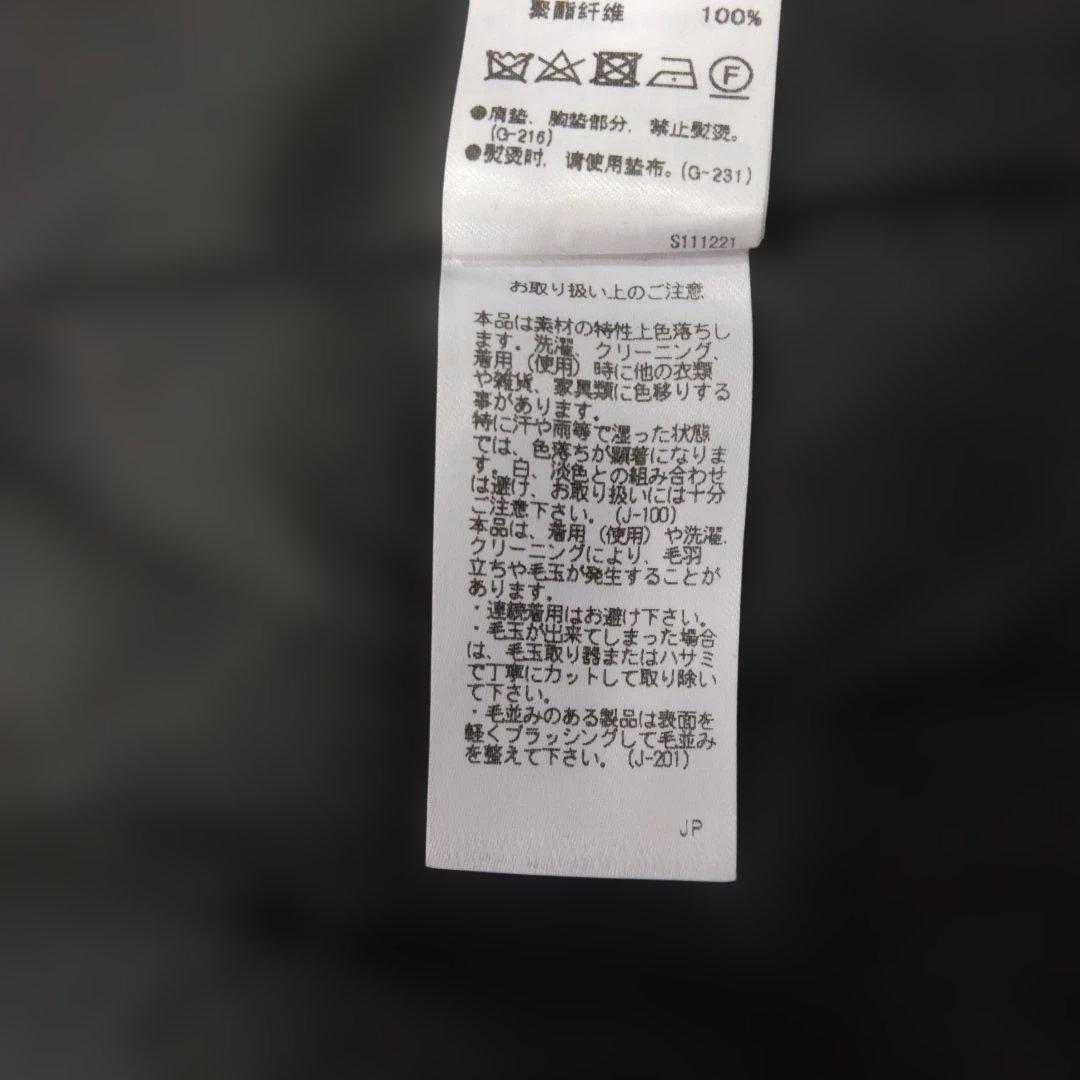 聚酯纤维 100%
F
●肩垫、胸垫部分，禁止熨烫。
(G-216)
●熨烫时，请使用垫布。(G-231)
S111221
お取り扱い上のご注意
本品は素材の特性上色落ちし
ます。洗濯、クリーニング、
着用（使用）時に他の衣類
や雑貨、家具類に色移りする
事があります。
特に汗や雨等で湿った状態
では、色落ちが顕著になりま
す。白、淡色との組み合わせ
は避け、お取り扱いには十分
ご注意下さい。(J-100)
本品は、着用（使用）や洗濯、
クリーニングにより、毛羽
立ちや毛玉が発生することが
あります。
・連続着用はお避け下さい。
・毛玉が出来てしまった場合
は、毛玉取り器またはハサミ
で丁寧にカットして取り除い
て下さい。
・毛並みのある製品は表面を
軽くブラッシングして毛並み
を整えて下さい。(J-201)
JP